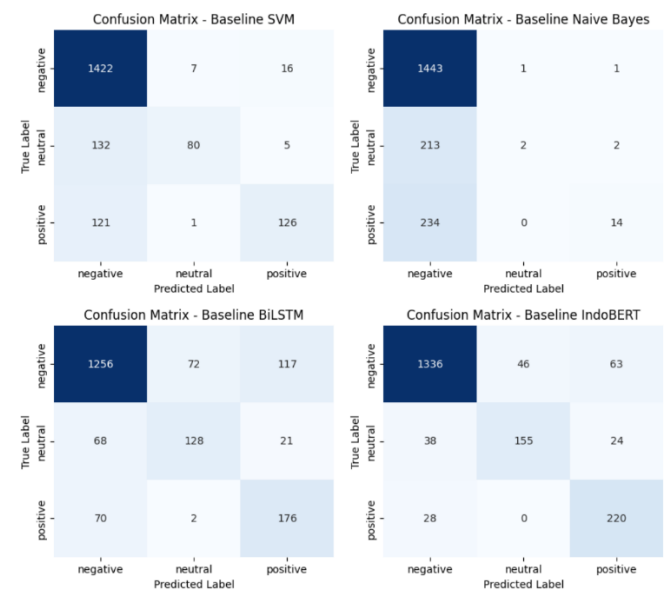 Confusion Matrix - Baseline SVM
True Label
negative
neutral
positive
1422 7 16
132 80 5
121 1 126
negative neutral positive
Predicted Label
Confusion Matrix - Baseline Naive Bayes
True Label
negative
neutral
positive
1443 1 1
213 2 2
234 0 14
negative neutral positive
Predicted Label
Confusion Matrix - Baseline BiLSTM
True Label
negative
neutral
positive
1256 72 117
68 128 21
70 2 176
negative neutral positive
Predicted Label
Confusion Matrix - Baseline IndoBERT
True Label
negative
neutral
positive
1336 46 63
38 155 24
28 0 220
negative neutral positive
Predicted Label